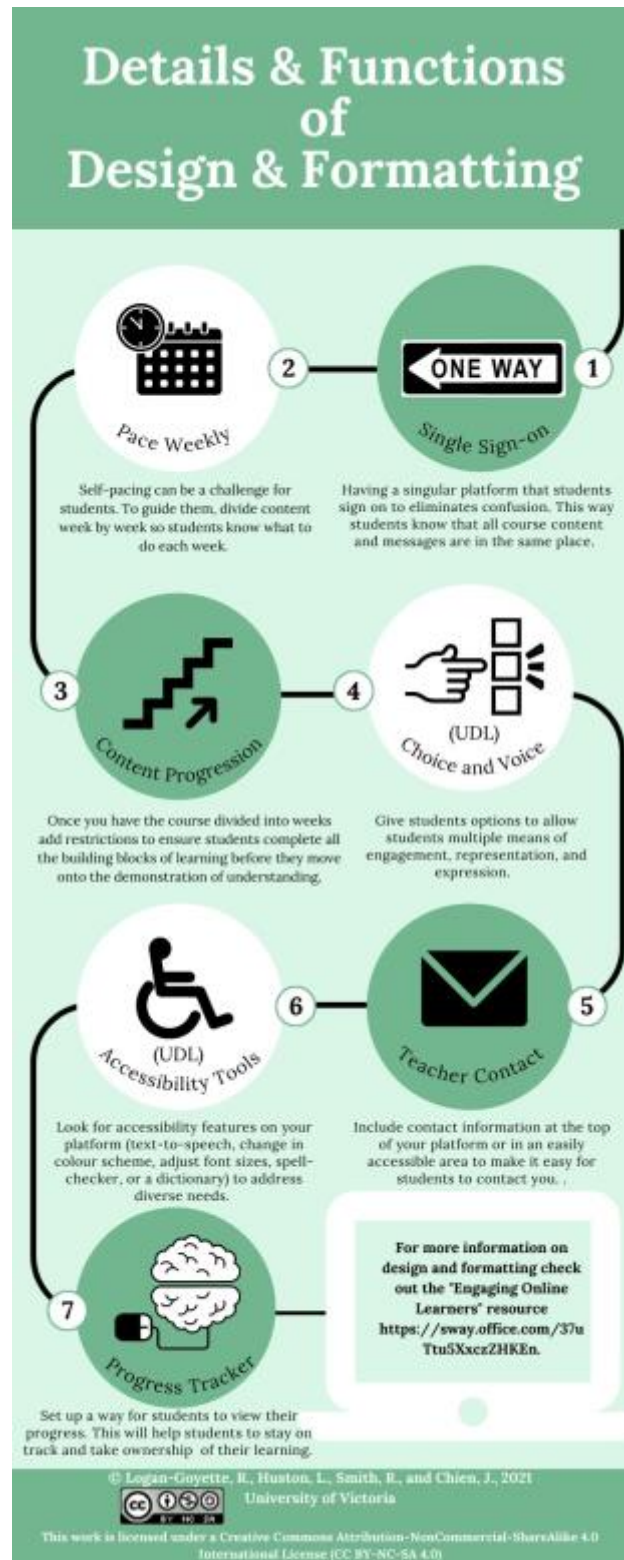 Details & Functions
of
Design & Formatting
1
ONE WAY
Single Sign-on
Having a singular platform that students
sign on to eliminates confusion. This way
students know that all course content
and messages are in the same place.
2
Pace Weekly
Self-pacing can be a challenge for
students. To guide them, divide content
week by week so students know what to
do each week.
3
Content Progression
Once you have the course divided into weeks
add restrictions to ensure students complete all
the building blocks of learning before they move
onto the demonstration of understanding.
4
(UDL)
Choice and Voice
Give students options to allow
students multiple means of
engagement, representation, and
expression.
5
Teacher Contact
Include contact information at the top
of your platform or in an easily
accessible area to make it easy for
students to contact you. .
6
(UDL)
Accessibility Tools
Look for accessibility features on your
platform (text-to-speech, change in
colour scheme, adjust font sizes, spell-
checker, or a dictionary) to address
diverse needs.
7
Progress Tracker
Set up a way for students to view their
progress. This will help students to stay on
track and take ownership of their learning.
For more information on
design and formatting check
out the "Engaging Online
Learners" resource
https://sway.office.com/37u
Ttu5XxczZHKEn.
© Logan-Goyette, R., Huston, L., Smith, R., and Chien, J., 2021
cc
BY NC SA
University of Victoria
This work is licensed under a Creative Commons Attribution-NonCommercial-ShareAlike 4.0
International License (CC BY-NC-SA 4.0)